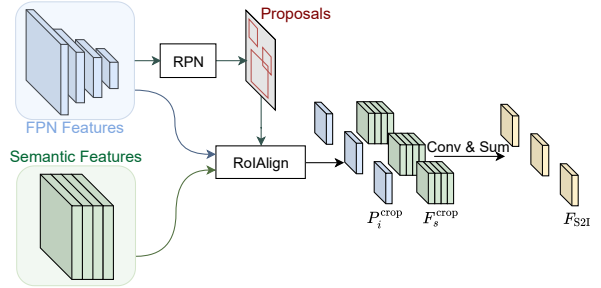 Proposals
RPN
FPN Features
Semantic Features
RoIAlign
Conv & Sum
P_i^crop
F_s^crop
F_S2I